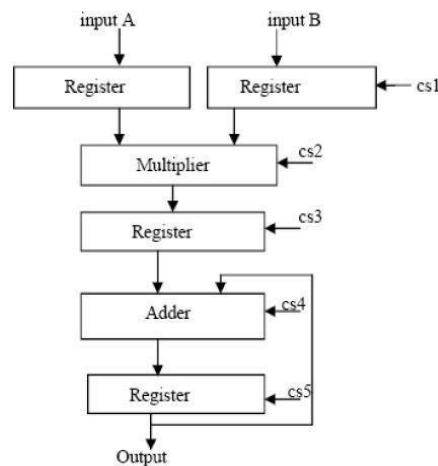 input A
input B
Register
Register
cs1
Multiplier
cs2
Register
cs3
Adder
cs4
Register
cs5
Output